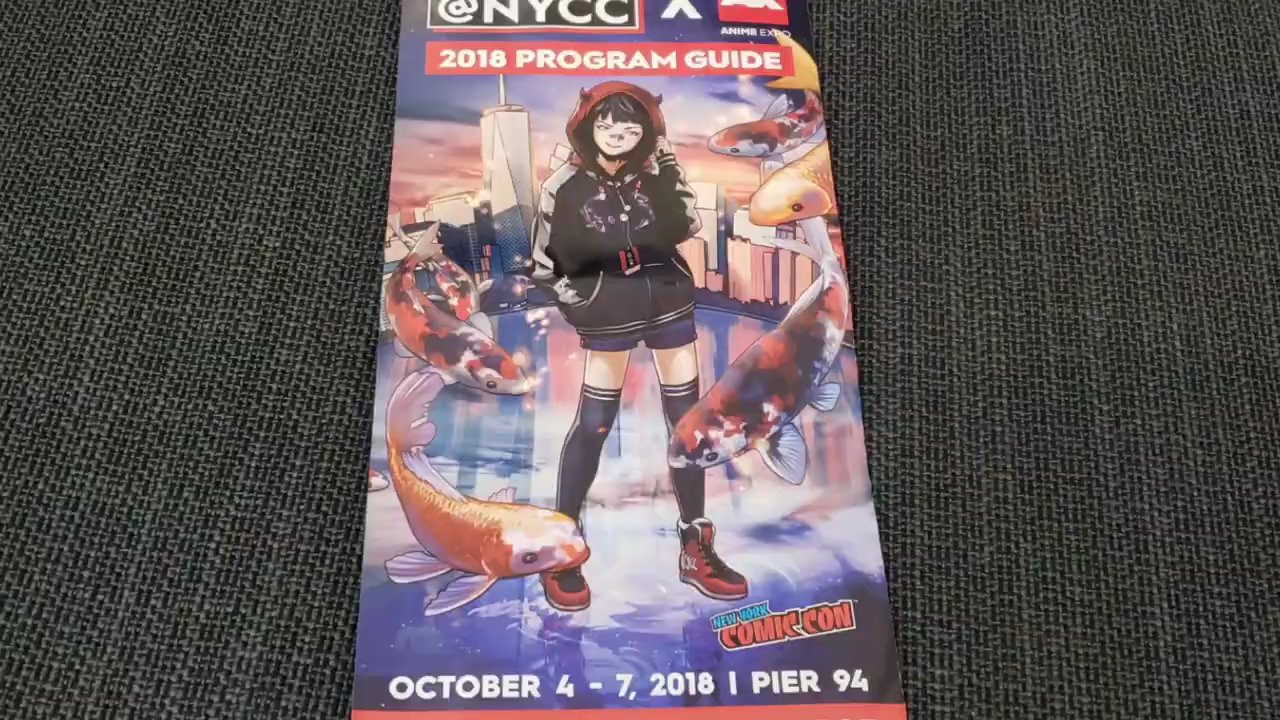 @NYCC X
ANIME EXPO
2018 PROGRAM GUIDE
NEW YORK
COMIC CON
OCTOBER 4 - 7, 2018 | PIER 94